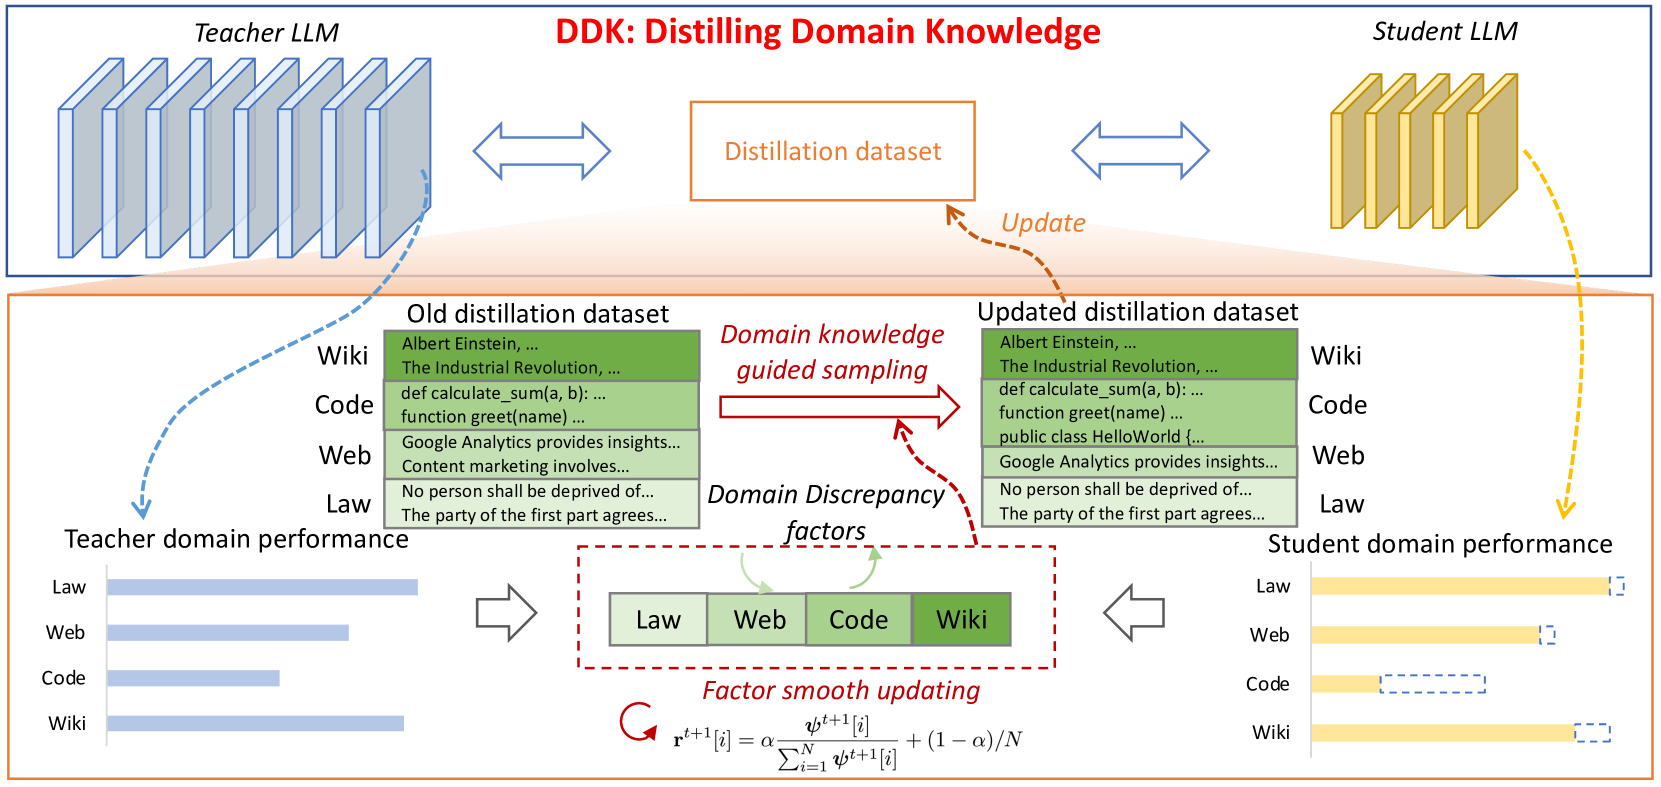 DDK: Distilling Domain Knowledge
Teacher LLM
Student LLM
Distillation dataset
Update
Old distillation dataset
Updated distillation dataset
Wiki
Code
Web
Law
Albert Einstein, ...
The Industrial Revolution, ...
def calculate_sum(a, b): ...
function greet(name) ...
Google Analytics provides insights...
Content marketing involves...
No person shall be deprived of...
The party of the first part agrees...
Domain knowledge
guided sampling
Albert Einstein, ...
The Industrial Revolution, ...
def calculate_sum(a, b): ...
function greet(name) ...
public class HelloWorld {...
Google Analytics provides insights...
No person shall be deprived of...
The party of the first part agrees...
Wiki
Code
Web
Law
Teacher domain performance
Law
Web
Code
Wiki
Domain Discrepancy
factors
Law Web Code Wiki
Factor smooth updating
r^{t+1}[i] = α \frac{ψ^{t+1}[i]}{\sum_{i=1}^{N} ψ^{t+1}[i]} + (1 − α)/N
Student domain performance
Law
Web
Code
Wiki